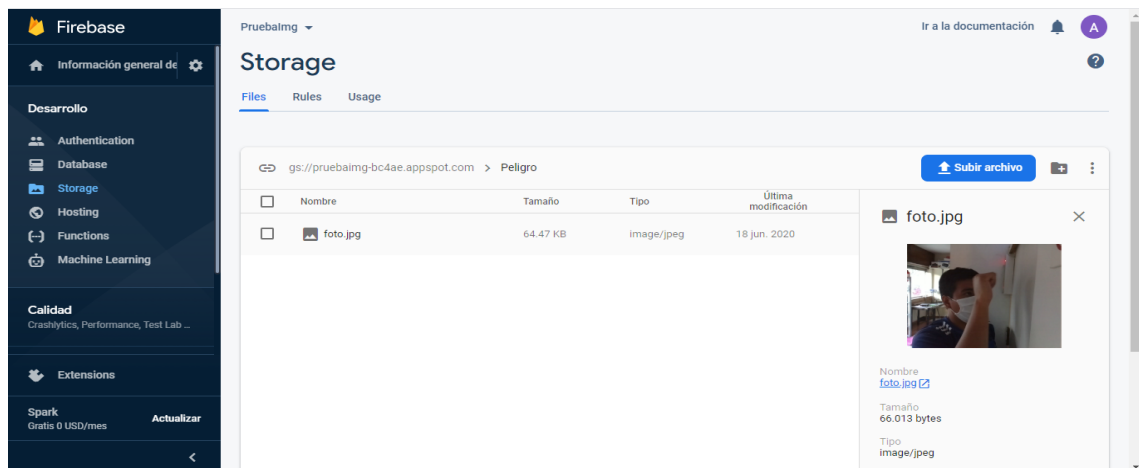 Firebase
Información general de
Desarrollo
Authentication
Database
Storage
Hosting
Functions
Machine Learning
Calidad
Crashlytics, Performance, Test Lab ...
Extensions
Spark
Gratis 0 USD/mes
Actualizar
PruebaImg
Ir a la documentación
A
Storage
Files Rules Usage
gs://pruebaimg-bc4ae.appspot.com > Peligro
Subir archivo
Nombre Tamaño Tipo Última modificación
foto.jpg 64.47 KB image/jpeg 18 jun. 2020
foto.jpg
Nombre
foto.jpg
Tamaño
66.013 bytes
Tipo
image/jpeg